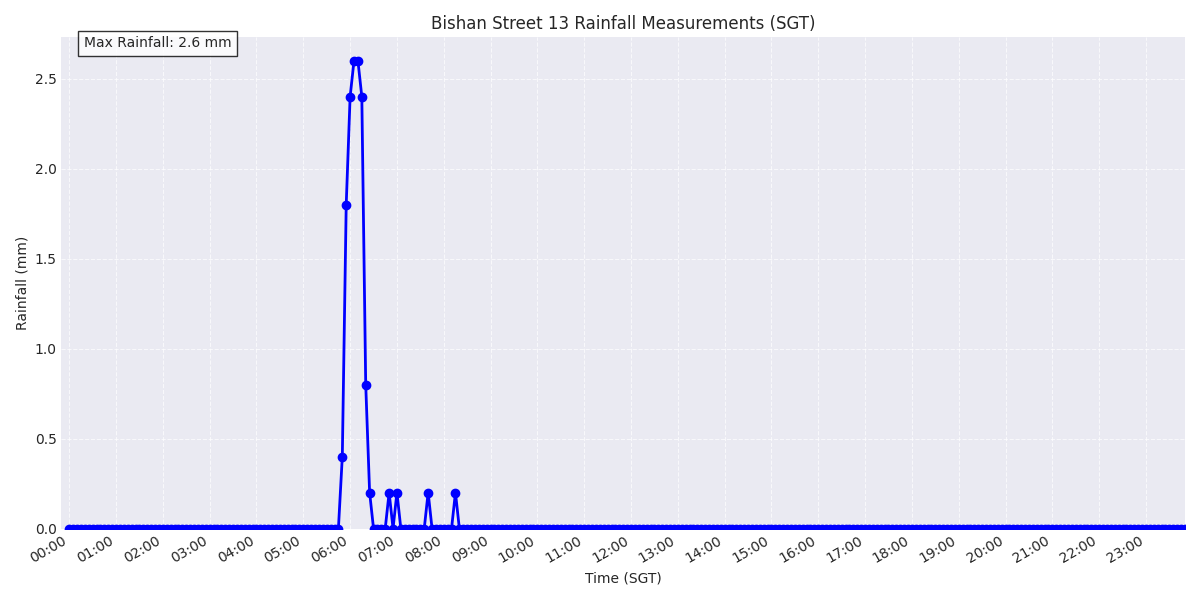 Bishan Street 13 Rainfall Measurements (SGT)
Max Rainfall: 2.6 mm
2.5
2.0
1.5
1.0
0.5
0.0
Rainfall (mm)
00:00 01:00 02:00 03:00 04:00 05:00 06:00 07:00 08:00 09:00 10:00 11:00 12:00 13:00 14:00 15:00 16:00 17:00 18:00 19:00 20:00 21:00 22:00 23:00
Time (SGT)